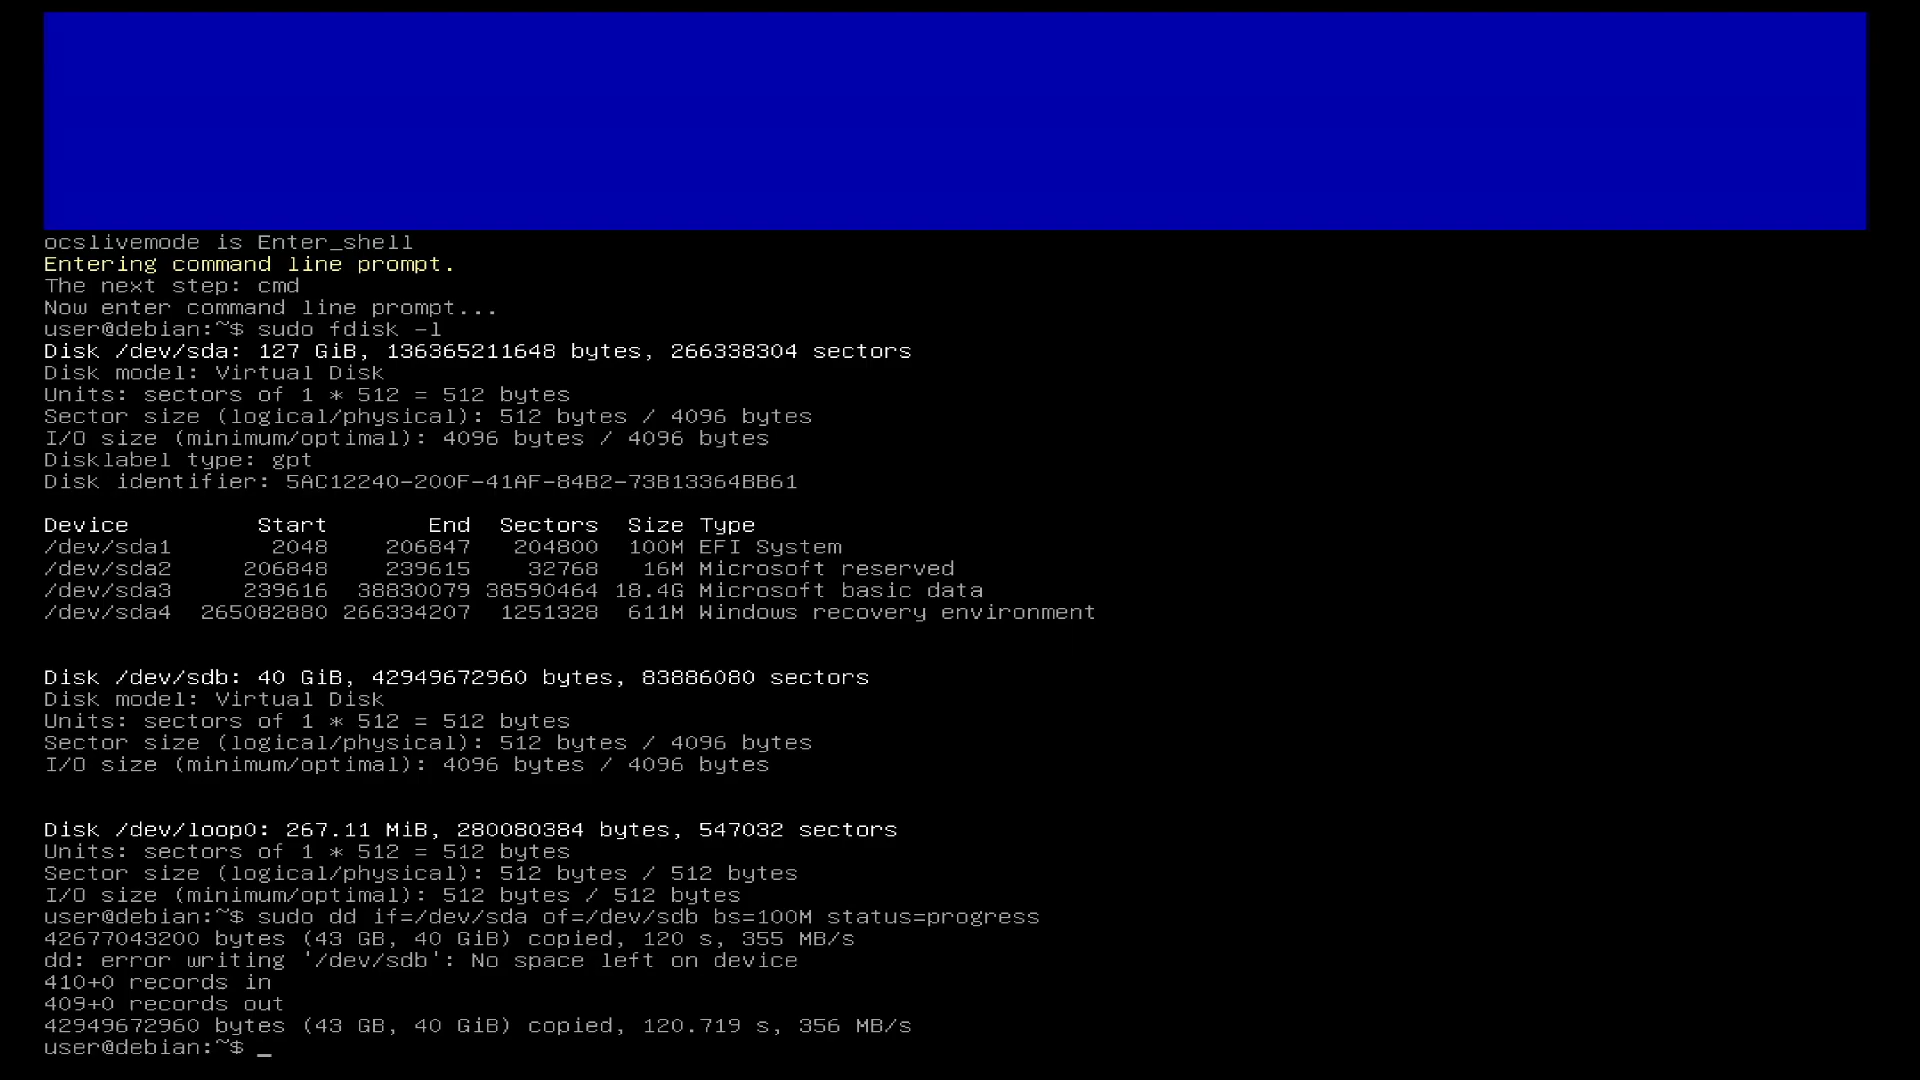 ocslivemode is Enter_shell
Entering command line prompt.
The next step: cmd
Now enter command line prompt...
user@debian:~$ sudo fdisk -l
Disk /dev/sda: 127 GiB, 136365211648 bytes, 266338304 sectors
Disk model: Virtual Disk
Units: sectors of 1 * 512 = 512 bytes
Sector size (logical/physical): 512 bytes / 4096 bytes
I/O size (minimum/optimal): 4096 bytes / 4096 bytes
Disklabel type: gpt
Disk identifier: 5AC12240-200F-41AF-84B2-73B13364BB61

Device         Start       End  Sectors  Size Type
/dev/sda1       2048    206847   204800  100M EFI System
/dev/sda2     206848    239615    32768   16M Microsoft reserved
/dev/sda3     239616  38830079 38590464 18.4G Microsoft basic data
/dev/sda4  265082880 266334207  1251328  611M Windows recovery environment

Disk /dev/sdb: 40 GiB, 42949672960 bytes, 83886080 sectors
Disk model: Virtual Disk
Units: sectors of 1 * 512 = 512 bytes
Sector size (logical/physical): 512 bytes / 4096 bytes
I/O size (minimum/optimal): 4096 bytes / 4096 bytes

Disk /dev/loop0: 267.11 MiB, 280080384 bytes, 547032 sectors
Units: sectors of 1 * 512 = 512 bytes
Sector size (logical/physical): 512 bytes / 512 bytes
I/O size (minimum/optimal): 512 bytes / 512 bytes
user@debian:~$ sudo dd if=/dev/sda of=/dev/sdb bs=100M status=progress
42677043200 bytes (43 GB, 40 GiB) copied, 120 s, 355 MB/s
dd: error writing '/dev/sdb': No space left on device
410+0 records in
409+0 records out
42949672960 bytes (43 GB, 40 GiB) copied, 120.719 s, 356 MB/s
user@debian:~$ _